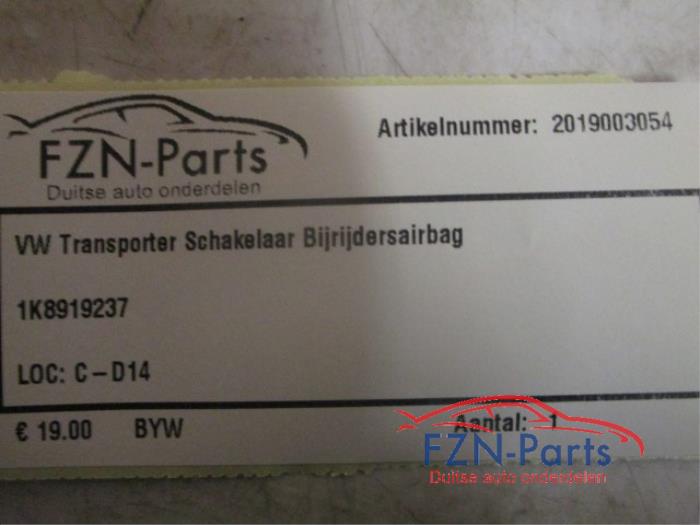 FZN-Parts
Duitse auto onderdelen
Artikelnummer: 2019003054
VW Transporter Schakelaar Bijrijdersairbag
1K8919237
LOC: C-D14
€ 19.00 BYW Aantal: 1
FZN-Parts
Duitse auto onderdelen